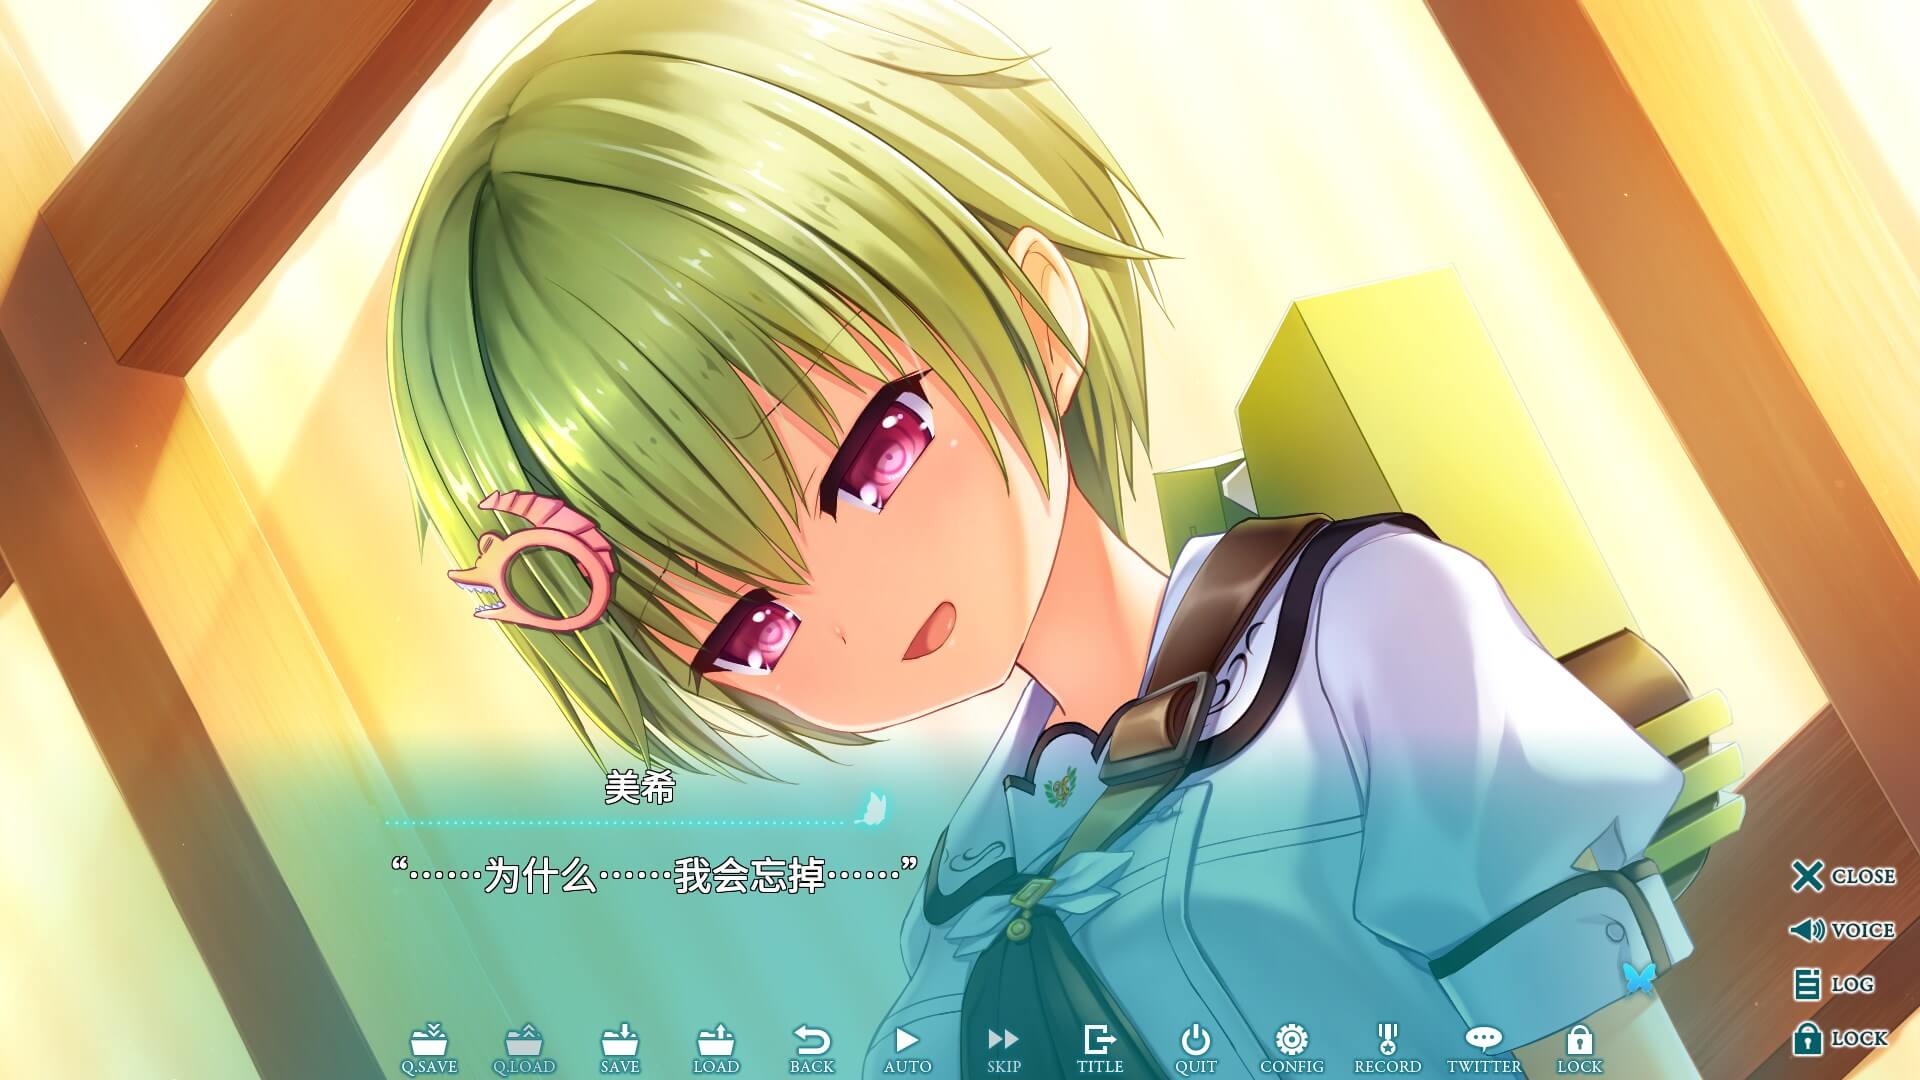 美希
“……为什么……我会忘掉……”
CLOSE
VOICE
LOG
LOCK
Q.SAVE
Q.LOAD
SAVE
LOAD
BACK
AUTO
SKIP
TITLE
QUIT
CONFIG
RECORD
TWITTER
LOCK